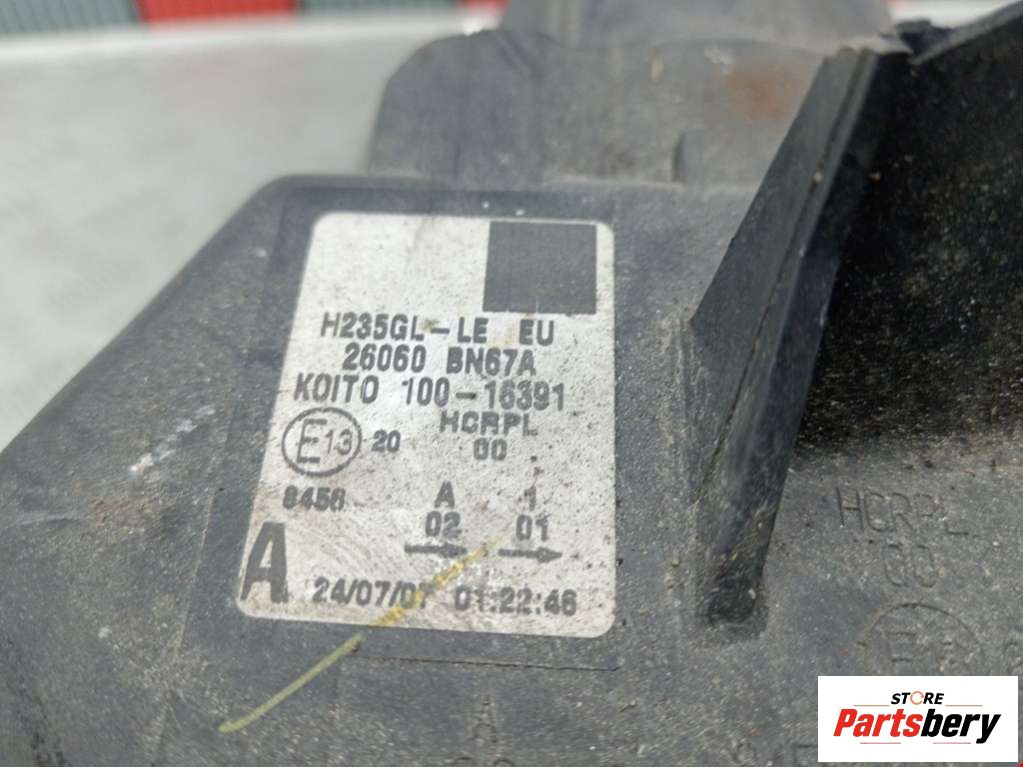 H235GL-LE EU
26060 BN67A
KOITO 100-16391
HCRPL
E13 20 00
8456 A 1
02 01
A
24/07/07 01:22:46
HCRPL
00
E
A
STORE
Partsbery